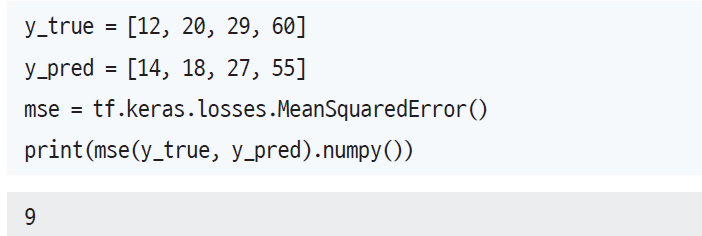 y_true = [12, 20, 29, 60]
y_pred = [14, 18, 27, 55]
mse = tf.keras.losses.MeanSquaredError()
print(mse(y_true, y_pred).numpy())
9